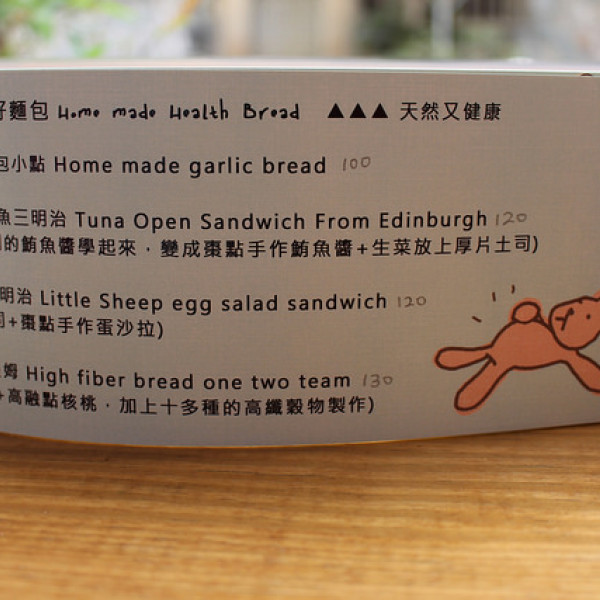 好麵包 Home made Health Bread ▲▲▲ 天然又健康
包小點 Home made garlic bread 100
魚三明治 Tuna Open Sandwich From Edinburgh 120
的鮪魚醬學起來，變成棗點手作鮪魚醬+生菜放上厚片土司)
明治 Little Sheep egg salad sandwich 120
司+棗點手作蛋沙拉)
姆 High fiber bread one two team 130
+高融點核桃，加上十多種的高纖穀物製作)